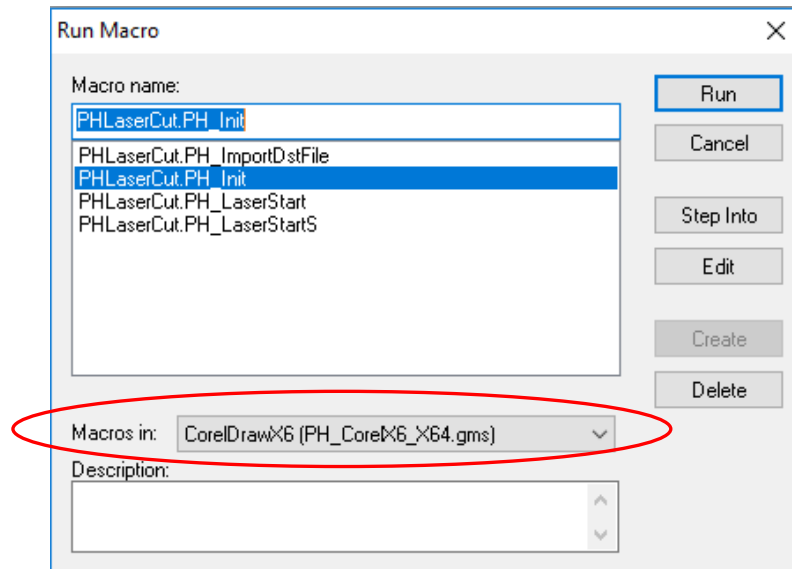 Run Macro
Macro name:
PHLaserCut.PH_Init
PHLaserCut.PH_ImportDstFile
PHLaserCut.PH_Init
PHLaserCut.PH_LaserStart
PHLaserCut.PH_LaserStartS
Run
Cancel
Step Into
Edit
Create
Delete
Macros in: CorelDrawX6 (PH_CorelX6_X64.gms)
Description: